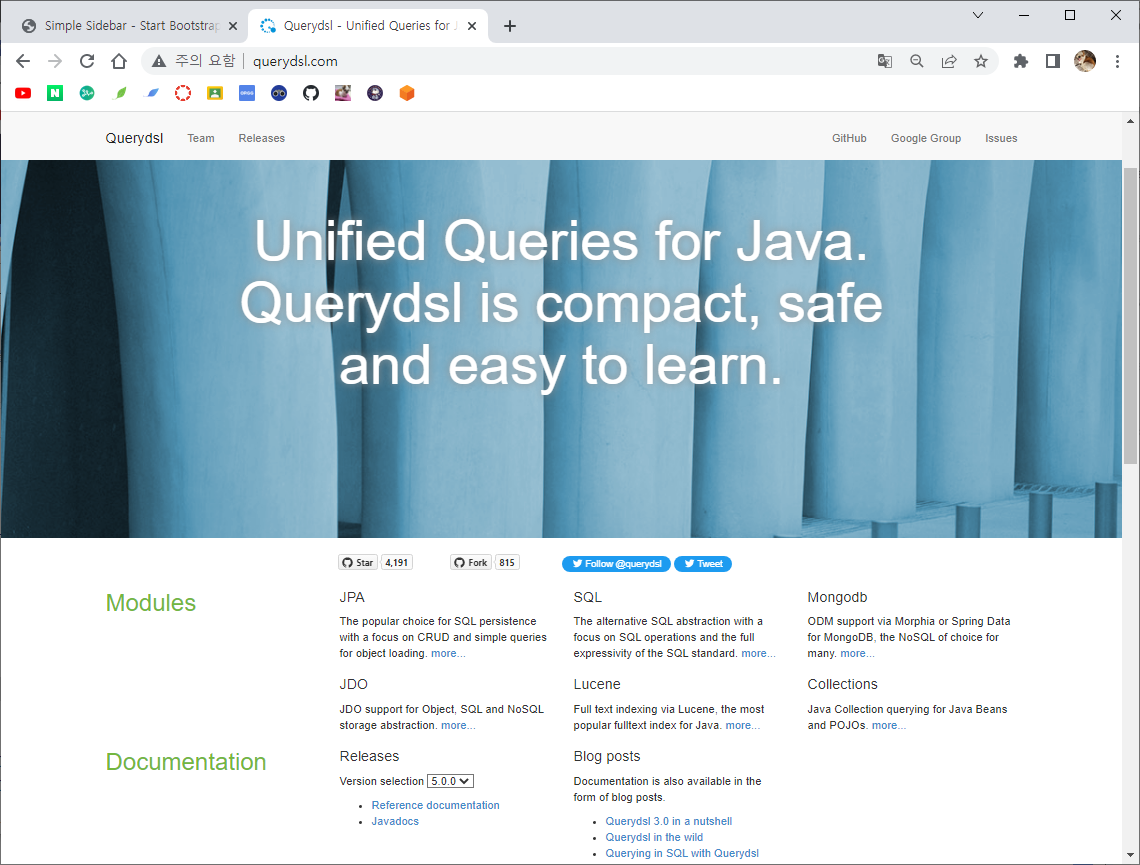 Simple Sidebar - Start Bootstrap
Querydsl - Unified Queries for J
주의 요함
querydsl.com
Querydsl
Team
Releases
GitHub
Google Group
Issues
Unified Queries for Java.
Querydsl is compact, safe
and easy to learn.
Star
4,191
Fork
815
Follow @querydsl
Tweet
Modules
JPA
The popular choice for SQL persistence
with a focus on CRUD and simple queries
for object loading. more...
SQL
The alternative SQL abstraction with a
focus on SQL operations and the full
expressivity of the SQL standard. more...
Mongodb
ODM support via Morphia or Spring Data
for MongoDB, the NoSQL of choice for
many. more...
JDO
JDO support for Object, SQL and NoSQL
storage abstraction. more...
Lucene
Full text indexing via Lucene, the most
popular fulltext index for Java. more...
Collections
Java Collection querying for Java Beans
and POJOs. more...
Documentation
Releases
Version selection 5.0.0
Reference documentation
Javadocs
Blog posts
Documentation is also available in the
form of blog posts.
Querydsl 3.0 in a nutshell
Querydsl in the wild
Querying in SQL with Querydsl